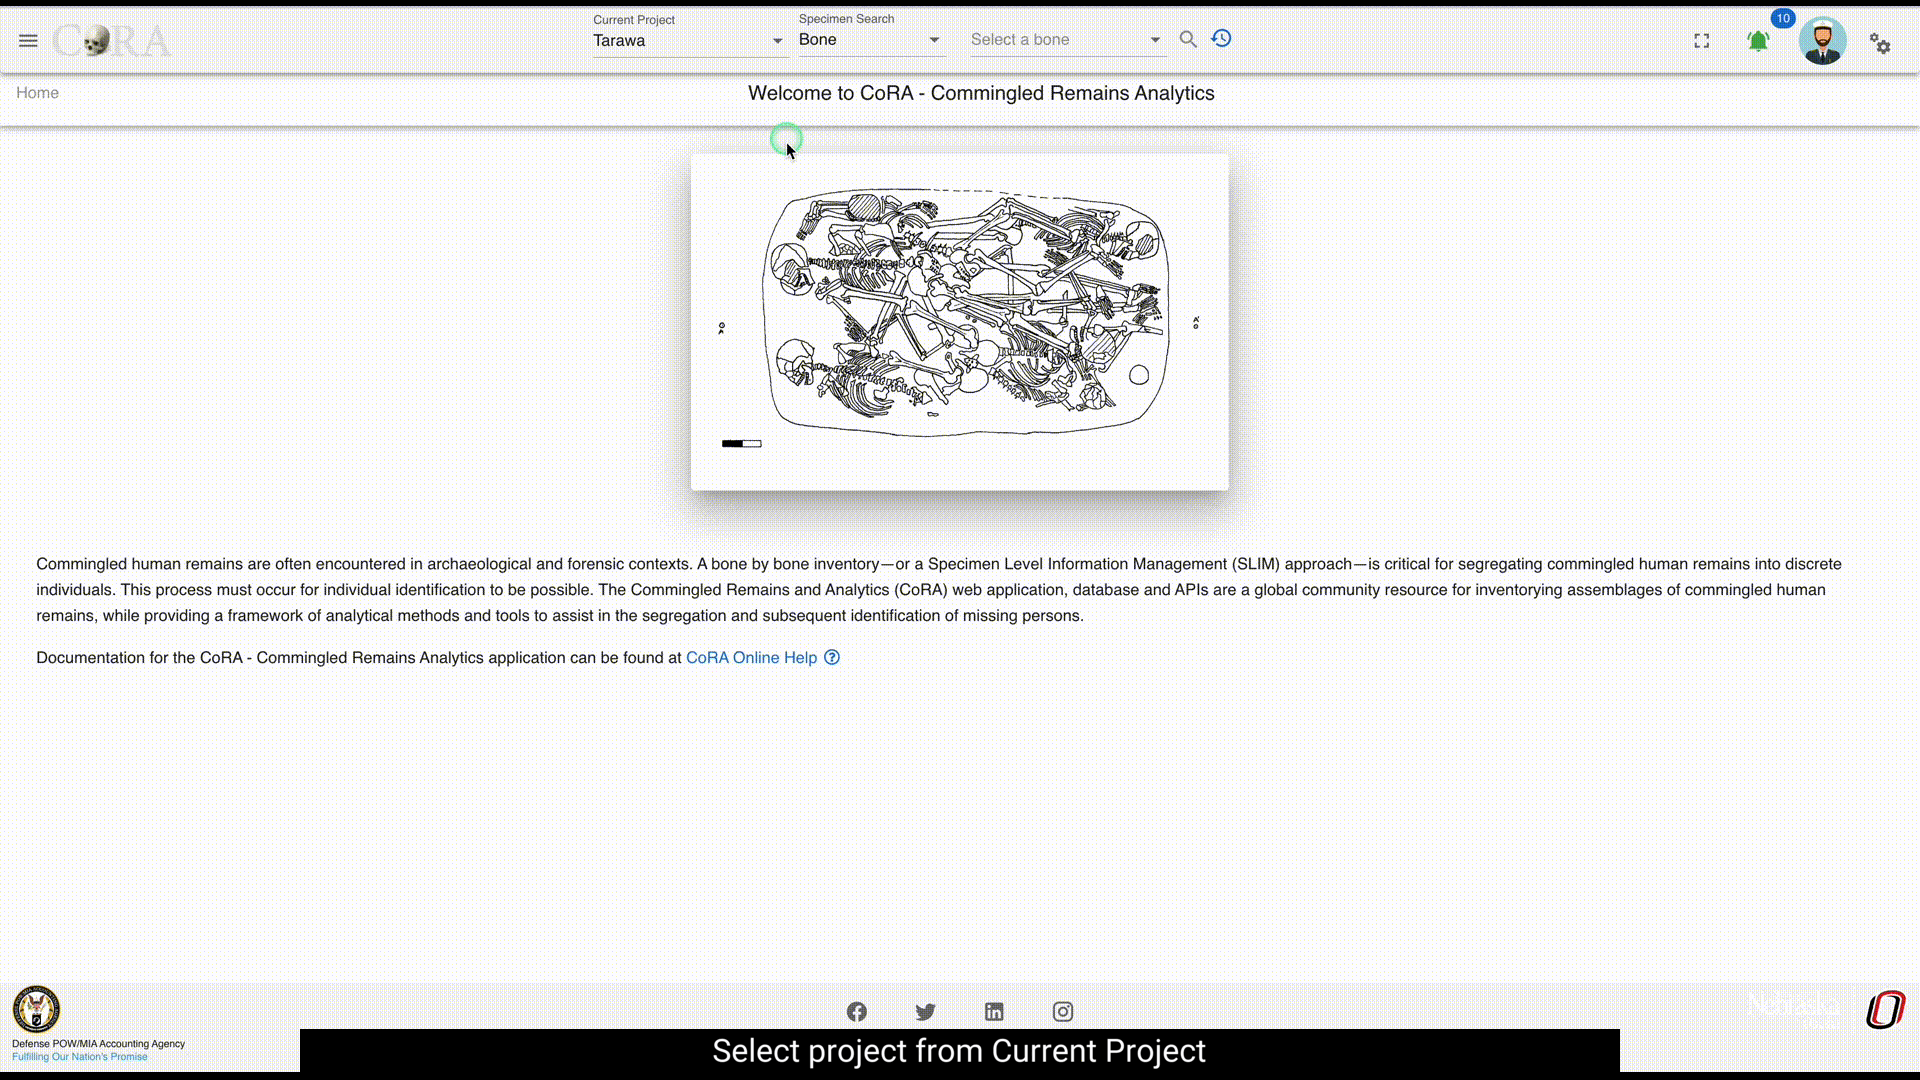 Current Project
Tarawa
Specimen Search
Bone
Select a bone
10
CoRA
Home
Welcome to CoRA - Commingled Remains Analytics
Commingled human remains are often encountered in archaeological and forensic contexts. A bone by bone inventory—or a Specimen Level Information Management (SLIM) approach—is critical for segregating commingled human remains into discrete
individuals. This process must occur for individual identification to be possible. The Commingled Remains and Analytics (CoRA) web application, database and APIs are a global community resource for inventorying assemblages of commingled human
remains, while providing a framework of analytical methods and tools to assist in the segregation and subsequent identification of missing persons.
Documentation for the CoRA - Commingled Remains Analytics application can be found at CoRA Online Help
Defense POW/MIA Accounting Agency
Fulfilling Our Nation's Promise
Nebraska
Select project from Current Project